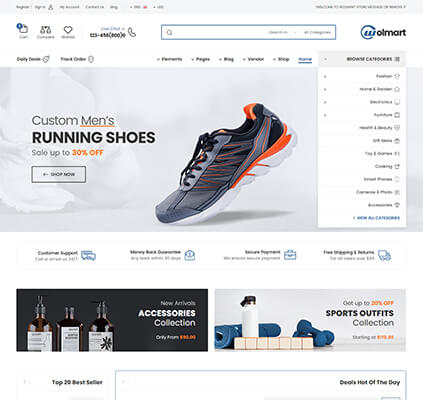 Register / Sign In My Account Contact Us Blog USD ENG
WELCOME TO WOLMART STORE MESSAGE OR REMOVE IT
Cart Compare Wishlist
Live Chat or
123-456(800)0
Search in... All Categories
Wolmart
Daily Deals Track Order Elements Pages Blog Vendor Shop Home
BROWSE CATEGORIES
Fashion
Home & Garden
Electronics
Furniture
Health & Beauty
Gift Ideas
Toy & Games
Cooking
Smart Phones
Cameras & Photo
Accessories
VIEW ALL CATEGORIES
Custom Men's
RUNNING SHOES
Sale up to 30% OFF
SHOP NOW
Customer Support
Call or email us 24/7
Money Back Guarantee
Any back within 30 days
Secure Payment
We ensure secure payment
Free Shipping & Returns
For all orders over $99
New Arrivals
ACCESSORIES
Collection
Only From $90.00
Get up to 20% OFF
SPORTS OUTFITS
Collection
Starting at $170.00
Top 20 Best Seller
Deals Hot Of The Day